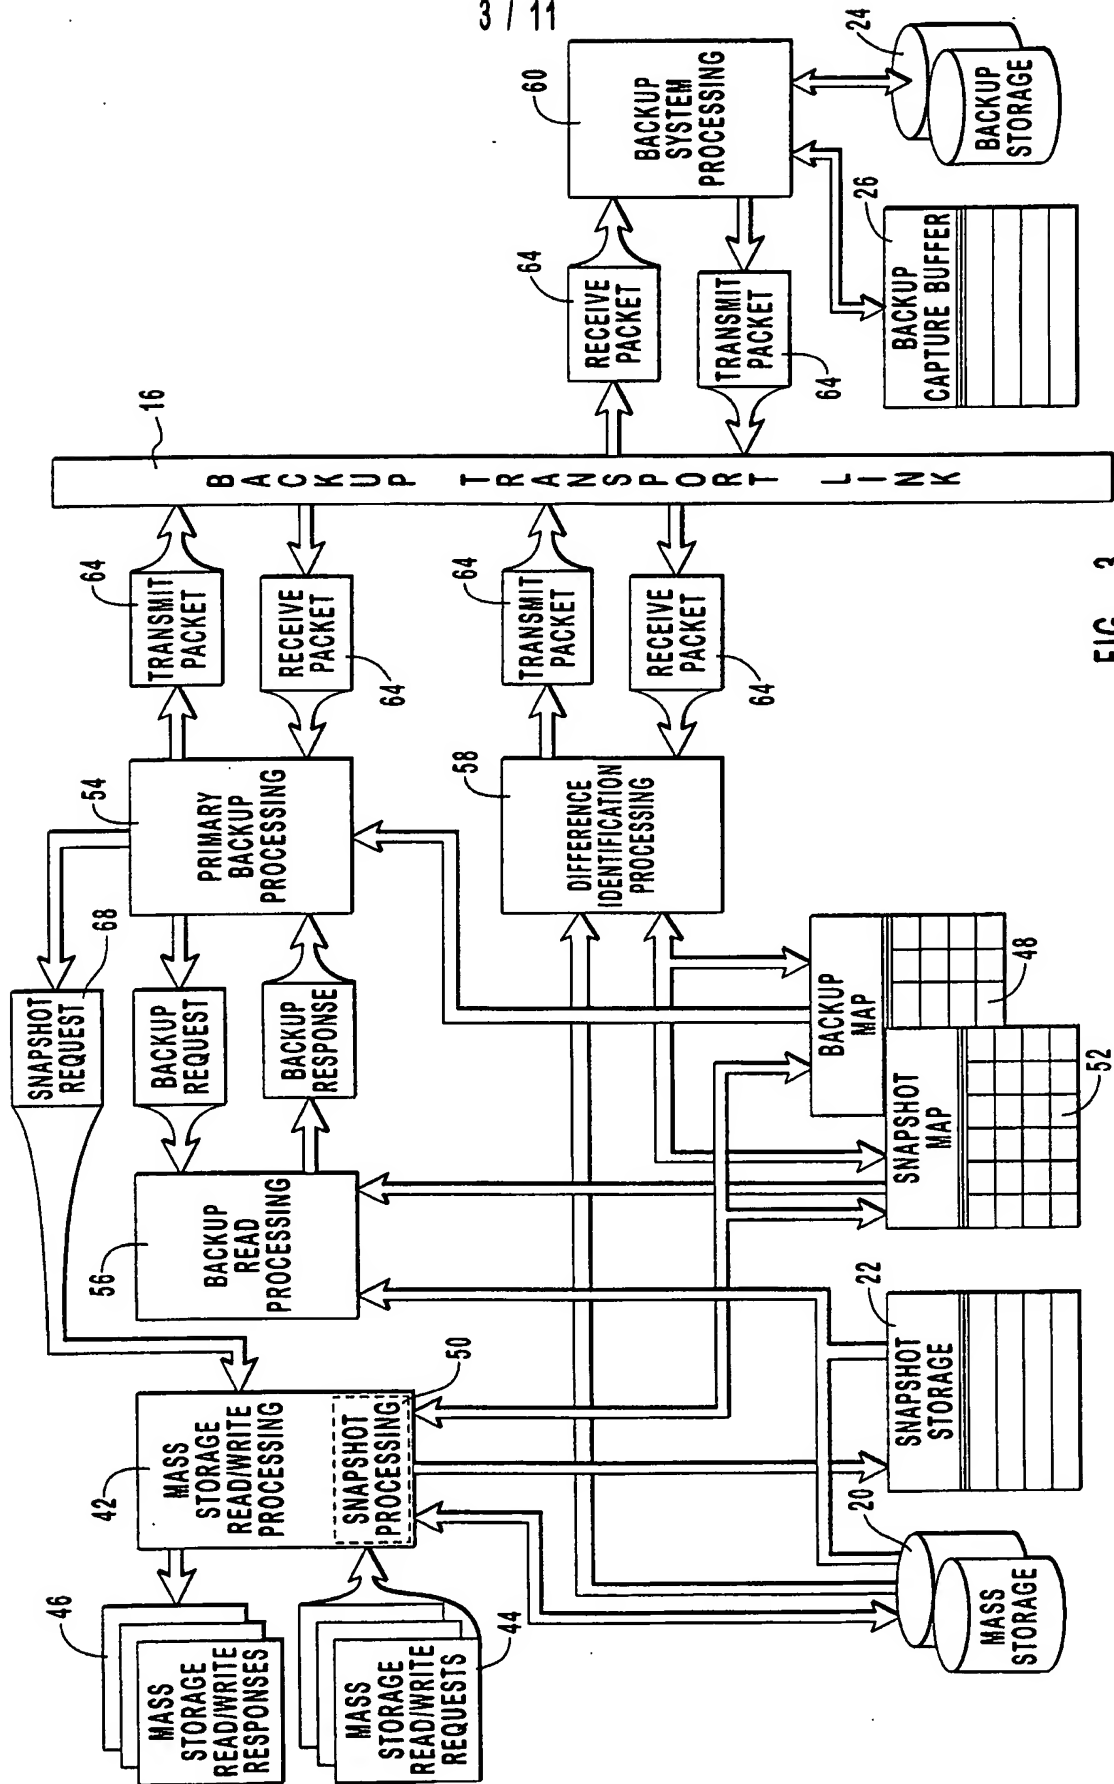 3 / 11
46
MASS
STORAGE
READ/WRITE
RESPONSES
MASS
STORAGE
READ/WRITE
REQUESTS
44
42
MASS
STORAGE
READ/WRITE
PROCESSING
SNAPSHOT
PROCESSING
50
SNAPSHOT
REQUEST
68
56
BACKUP
READ
PROCESSING
BACKUP
REQUEST
BACKUP
RESPONSE
54
PRIMARY
BACKUP
PROCESSING
64
TRANSMIT
PACKET
RECEIVE
PACKET
64
58
DIFFERENCE
IDENTIFICATION
PROCESSING
64
TRANSMIT
PACKET
RECEIVE
PACKET
64
16
BACKUP TRANSPORT LINK
64
RECEIVE
PACKET
TRANSMIT
PACKET
64
60
BACKUP
SYSTEM
PROCESSING
26
BACKUP
CAPTURE BUFFER
24
BACKUP
STORAGE
20
MASS
STORAGE
22
SNAPSHOT
STORAGE
SNAPSHOT
MAP
52
BACKUP
MAP
48
FIG. 3